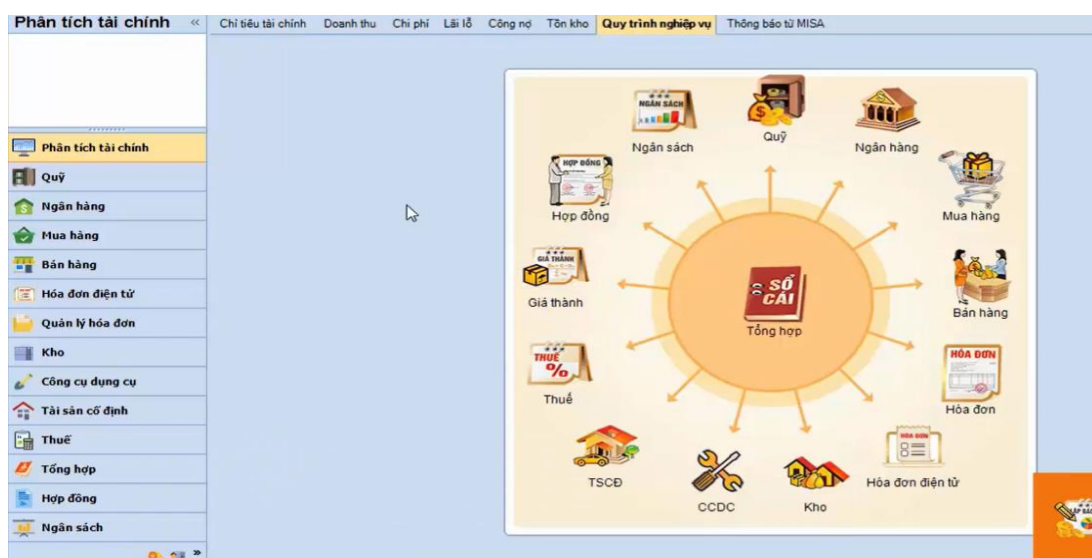 Phân tích tài chính «
Chỉ tiêu tài chính Doanh thu Chi phí Lãi lỗ Công nợ Tồn kho Quy trình nghiệp vụ Thông báo từ MISA
Phân tích tài chính
Quỹ
Ngân hàng
Mua hàng
Bán hàng
Hóa đơn điện tử
Quản lý hóa đơn
Kho
Công cụ dụng cụ
Tài sản cố định
Thuế
Tổng hợp
Hợp đồng
Ngân sách
»
NGÂN SÁCH
Ngân sách
Quỹ
Ngân hàng
HỢP ĐỒNG
Hợp đồng
Mua hàng
GIÁ THÀNH
Giá thành
Bán hàng
SỔ
CÁI
Tổng hợp
THUẾ
%
Thuế
HÓA ĐƠN
Hóa đơn
TSCĐ
CCDC
Kho
HÓA ĐƠN
Hóa đơn điện tử